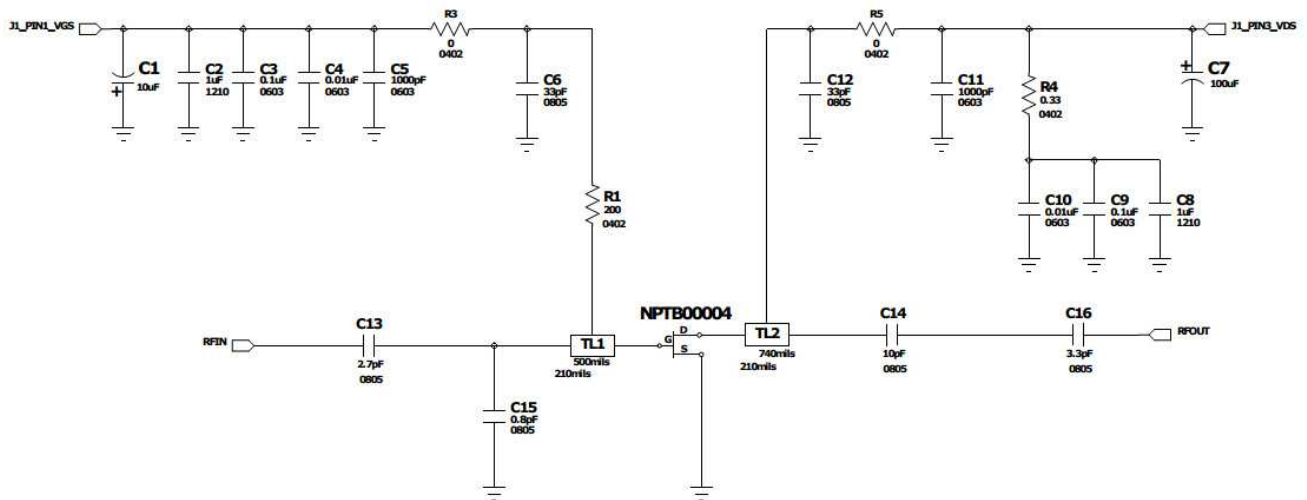 J1_PIN1_VGS
C1
10uF
+
C2
1uF
1210
C3
0.1uF
0603
C4
0.01uF
0603
C5
1000pF
0603
R3
0
0402
C6
33pF
0805
R1
200
0402
C12
33pF
0805
R5
0
0402
C11
1000pF
0603
R4
0.33
0402
+
C7
100uF
J1_PIN3_VDS
C10
0.01uF
0603
C9
0.1uF
0603
C8
1uF
1210
RFIN
C13
2.7pF
0805
C15
0.8pF
0805
TL1
500mils
210mils
NPTB00004
G
D
S
TL2
740mils
210mils
C14
10pF
0805
C16
3.3pF
0805
RFOUT